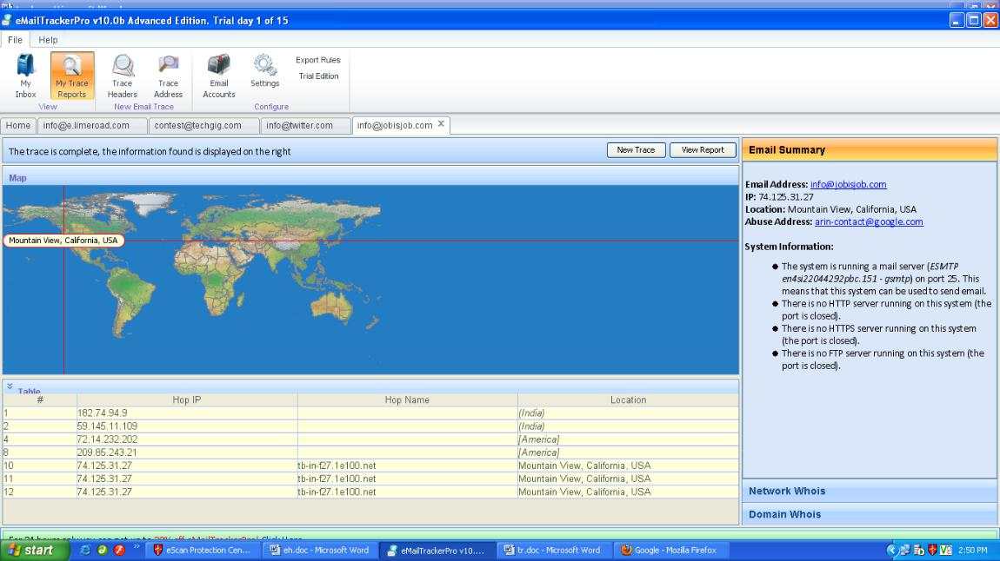 eMailTrackerPro v10.0b Advanced Edition. Trial day 1 of 15
File Help
My Inbox
My Trace Reports
Trace Headers
Trace Address
Email Accounts
Settings
Export Rules
Trial Edition
View
New Email Trace
Configure
Home info@e.limeroad.com contest@techgig.com info@twitter.com info@jobisjob.com
The trace is complete, the information found is displayed on the right
New Trace View Report
Map
Mountain View, California, USA
Table
# Hop IP Hop Name Location
1 182.74.94.9 (India)
2 59.145.11.109 (India)
4 72.14.232.202 [America]
8 209.85.243.21 [America]
10 74.125.31.27 tb-in-f27.1e100.net Mountain View, California, USA
11 74.125.31.27 tb-in-f27.1e100.net Mountain View, California, USA
12 74.125.31.27 tb-in-f27.1e100.net Mountain View, California, USA
Email Summary
Email Address: info@jobisjob.com
IP: 74.125.31.27
Location: Mountain View, California, USA
Abuse Address: arin-contact@google.com
System Information:
The system is running a mail server (ESMTP
en4si22044292pbc.151 - gsmtp) on port 25. This
means that this system can be used to send email.
There is no HTTP server running on this system (the
port is closed).
There is no HTTPS server running on this system
(the port is closed).
There is no FTP server running on this system (the
port is closed).
Network Whois
Domain Whois
start eScan Protection Cen... eh.doc - Microsoft Word eMailTrackerPro v10.... tr.doc - Microsoft Word Google - Mozilla Firefox 2:50 PM